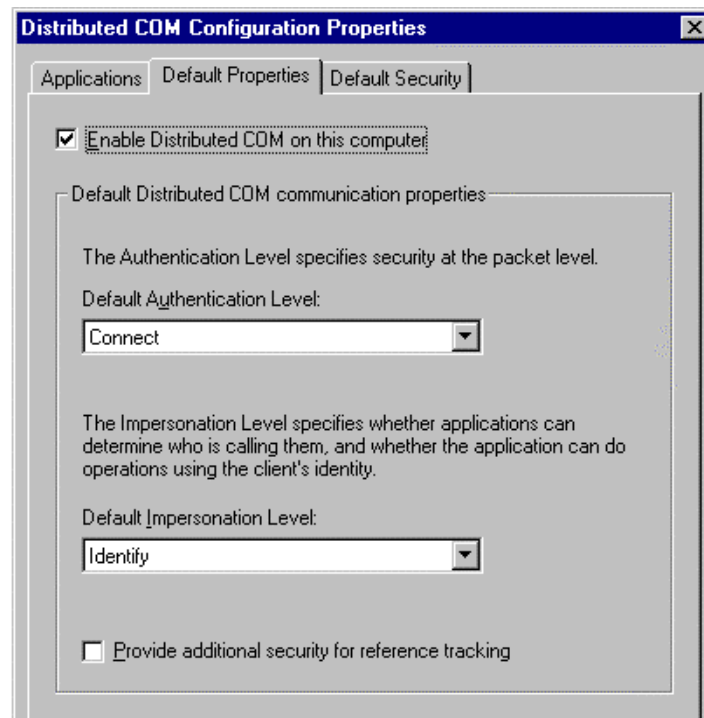 Distributed COM Configuration Properties
Applications Default Properties Default Security
Enable Distributed COM on this computer
Default Distributed COM communication properties
The Authentication Level specifies security at the packet level.
Default Authentication Level:
Connect
The Impersonation Level specifies whether applications can
determine who is calling them, and whether the application can do
operations using the client's identity.
Default Impersonation Level:
Identify
Provide additional security for reference tracking